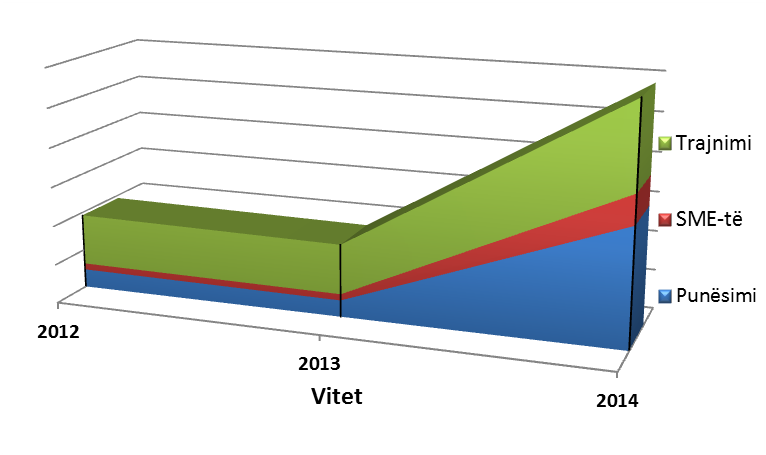 Trajnimi
SME-të
Punësimi
2012
2013
2014
Vitet